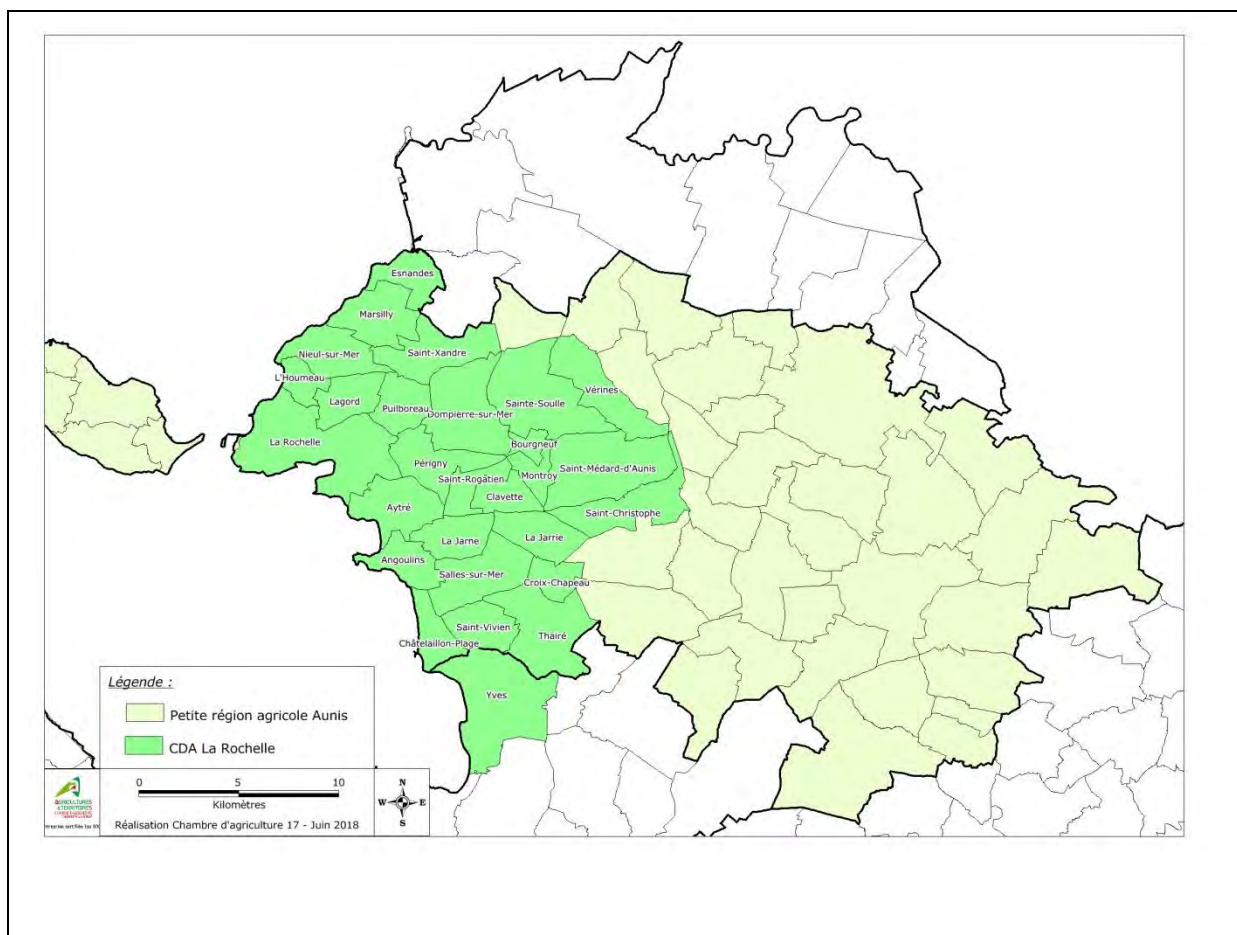 Esnandes
Marsilly
Nieul-sur-Mer
Saint-Xandre
L'Houmeau
Vérines
Lagord
Puilboreau
Sainte-Soulle
Dompierre-sur-Mer
La Rochelle
Bourgneuf
Périgny
Saint-Médard-d'Aunis
Saint-Rogatien
Montroy
Clavette
Aytré
Saint-Christophe
La Jarne
La Jarrie
Angoulins
Salles-sur-Mer
Croix-Chapeau
Saint-Vivien
Thairé
Châtelaillon-Plage
Yves
Légende :
Petite région agricole Aunis
CDA La Rochelle
0 5 10
Kilomètres
N
W E
S
AGRICULTURES
& TERRITOIRES
Réalisation Chambre d'agriculture 17 - Juin 2018